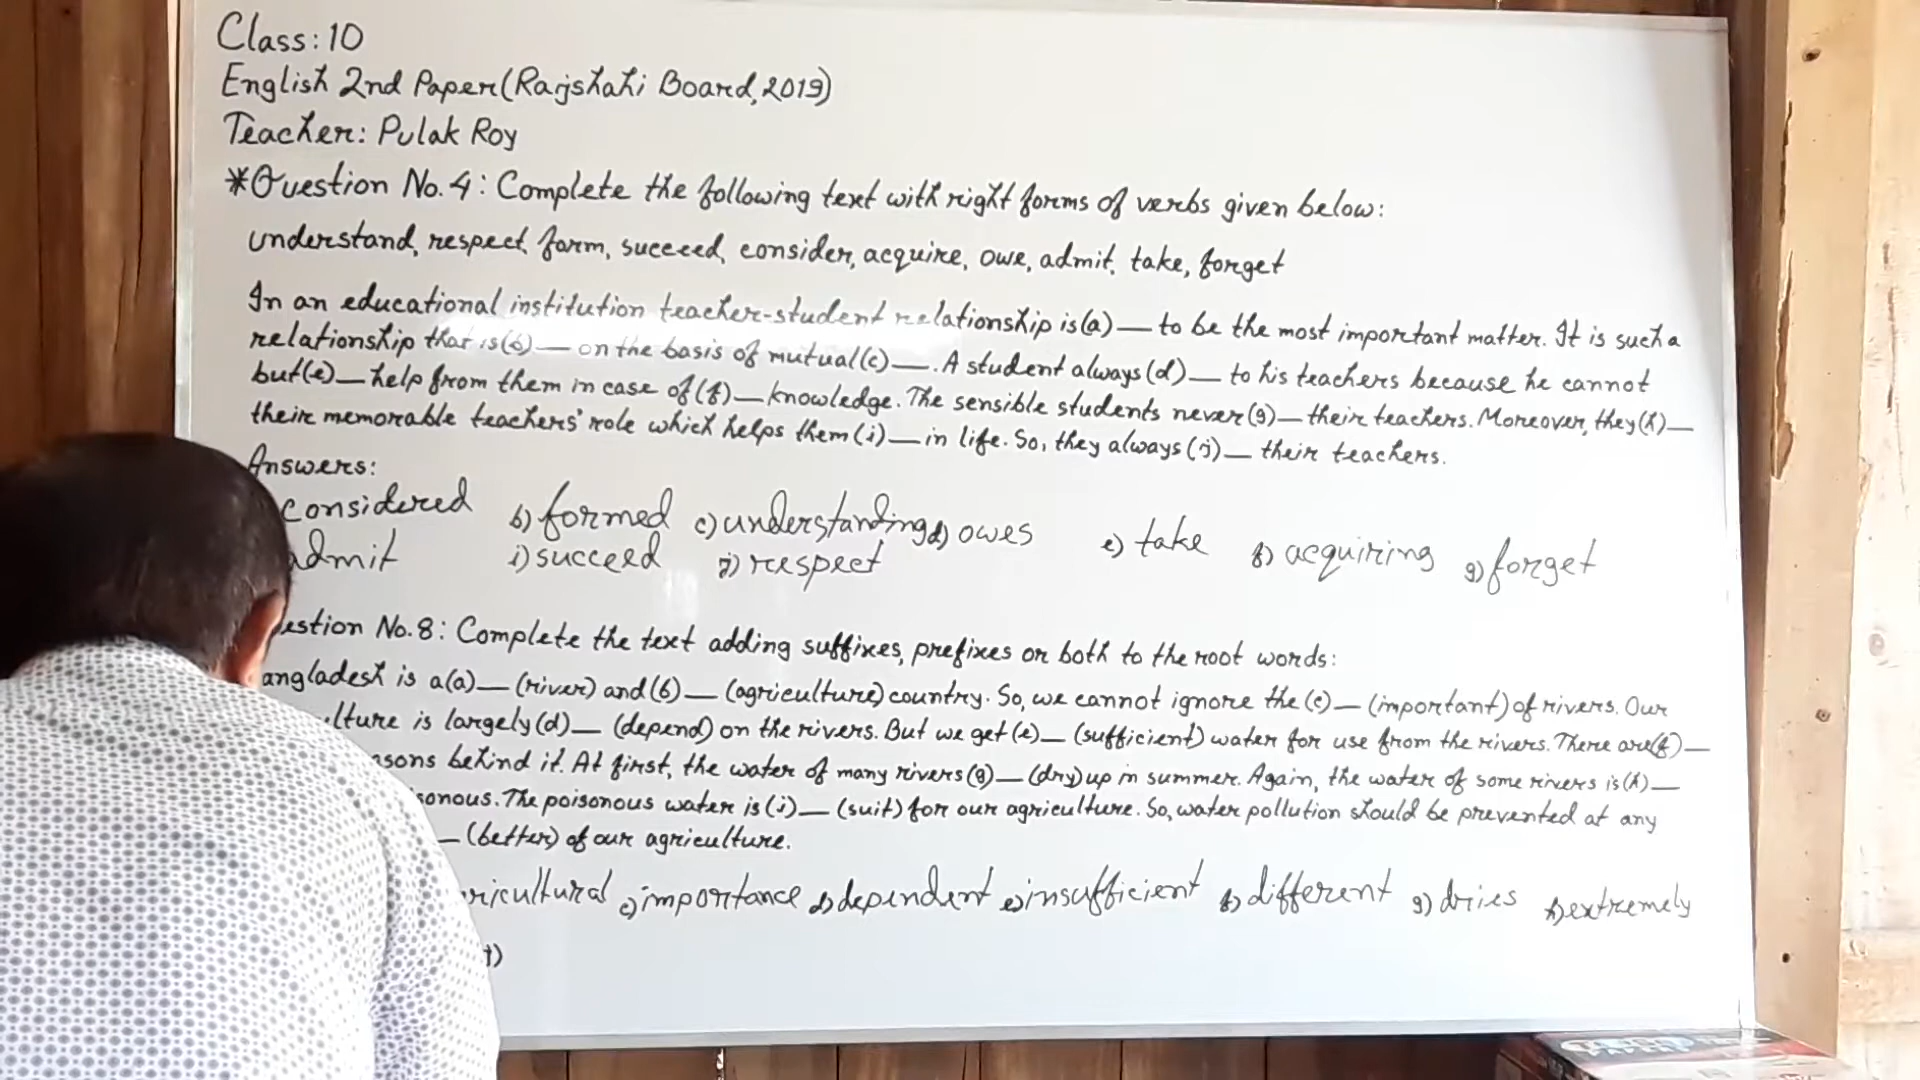 Class: 10
English 2nd Paper (Rajshahi Board, 2019)
Teacher: Pulak Roy
*Question No. 4: Complete the following text with right forms of verbs given below:
understand, respect, form, succeed, consider, acquire, owe, admit, take, forget
In an educational institution teacher-student relationship is (a) — to be the most important matter. It is such a
relationship that is (b) — on the basis of mutual (c) —. A student always (d) — to his teachers because he cannot
but (e) — help from them in case of (f) — knowledge. The sensible students never (g) — their teachers. Moreover, they (h) —
their memorable teachers' role which helps them (i) — in life. So, they always (j) — their teachers.
Answers:
considered b) formed c) understanding d) owes e) take f) acquiring g) forget
admit i) succeed j) respect
estion No. 8: Complete the text adding suffixes, prefixes or both to the root words:
angladesh is a (a) — (river) and (b) — (agriculture) country. So, we cannot ignore the (c) — (important) of rivers. Our
lture is largely (d) — (depend) on the rivers. But we get (e) — (sufficient) water for use from the rivers. There are (f) —
sons behind it. At first, the water of many rivers (g) — (dry) up in summer. Again, the water of some rivers is (h) —
sonous. The poisonous water is (i) — (suit) for our agriculture. So, water pollution should be prevented at any
— (better) of our agriculture.
ricultural c) importance d) dependent e) insufficient f) different g) dries h) extremely
t)